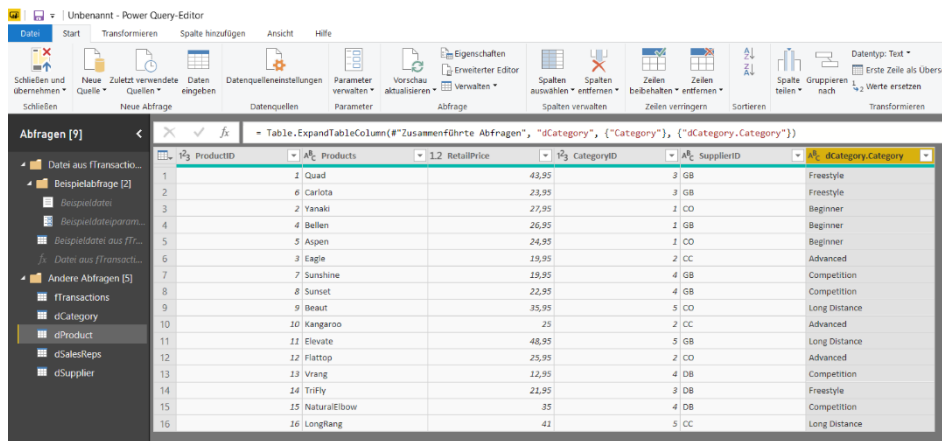 Unbenannt - Power Query-Editor
Datei Start Transformieren Spalte hinzufügen Ansicht Hilfe
Schließen und übernehmen
Neue Quelle
Zuletzt verwendete Quellen
Daten eingeben
Datenquelleneinstellungen
Parameter verwalten
Vorschau aktualisieren
Eigenschaften
Erweiterter Editor
Verwalten
Spalten auswählen
Spalten entfernen
Zeilen beibehalten
Zeilen entfernen
Spalte teilen
Gruppieren nach
Datentyp: Text
Erste Zeile als Übers
Werte ersetzen
Schließen Neue Abfrage Datenquellen Parameter Abfrage Spalten verwalten Zeilen verringern Sortieren Transformieren
Abfragen [9]
fx = Table.ExpandTableColumn(#"Zusammenführte Abfragen", "dCategory", {"Category"}, {"dCategory.Category"})
Datei aus fTransactio...
Beispielabfrage [2]
Beispieldatei
Beispieldateiparam...
Beispieldatei aus fTr...
fx Datei aus fTransacti...
Andere Abfragen [5]
fTransactions
dCategory
dProduct
dSalesReps
dSupplier
123 ProductID ABC Products 1.2 RetailPrice 123 CategoryID ABC SupplierID ABC dCategory.Category
1 1 Quad 43,95 3 GB Freestyle
2 6 Carlota 23,95 3 GB Freestyle
3 2 Yanaki 27,95 1 CO Beginner
4 4 Bellen 26,95 1 GB Beginner
5 5 Aspen 24,95 1 CO Beginner
6 3 Eagle 19,95 2 CC Advanced
7 7 Sunshine 19,95 4 GB Competition
8 8 Sunset 22,95 4 GB Competition
9 9 Beaut 35,95 5 CO Long Distance
10 10 Kangaroo 25 2 CC Advanced
11 11 Elevate 48,95 5 GB Long Distance
12 12 Flattop 25,95 2 CO Advanced
13 13 Vrang 12,95 4 DB Competition
14 14 TriFly 21,95 3 DB Freestyle
15 15 NaturalElbow 35 4 DB Competition
16 16 LongRang 41 5 CC Long Distance